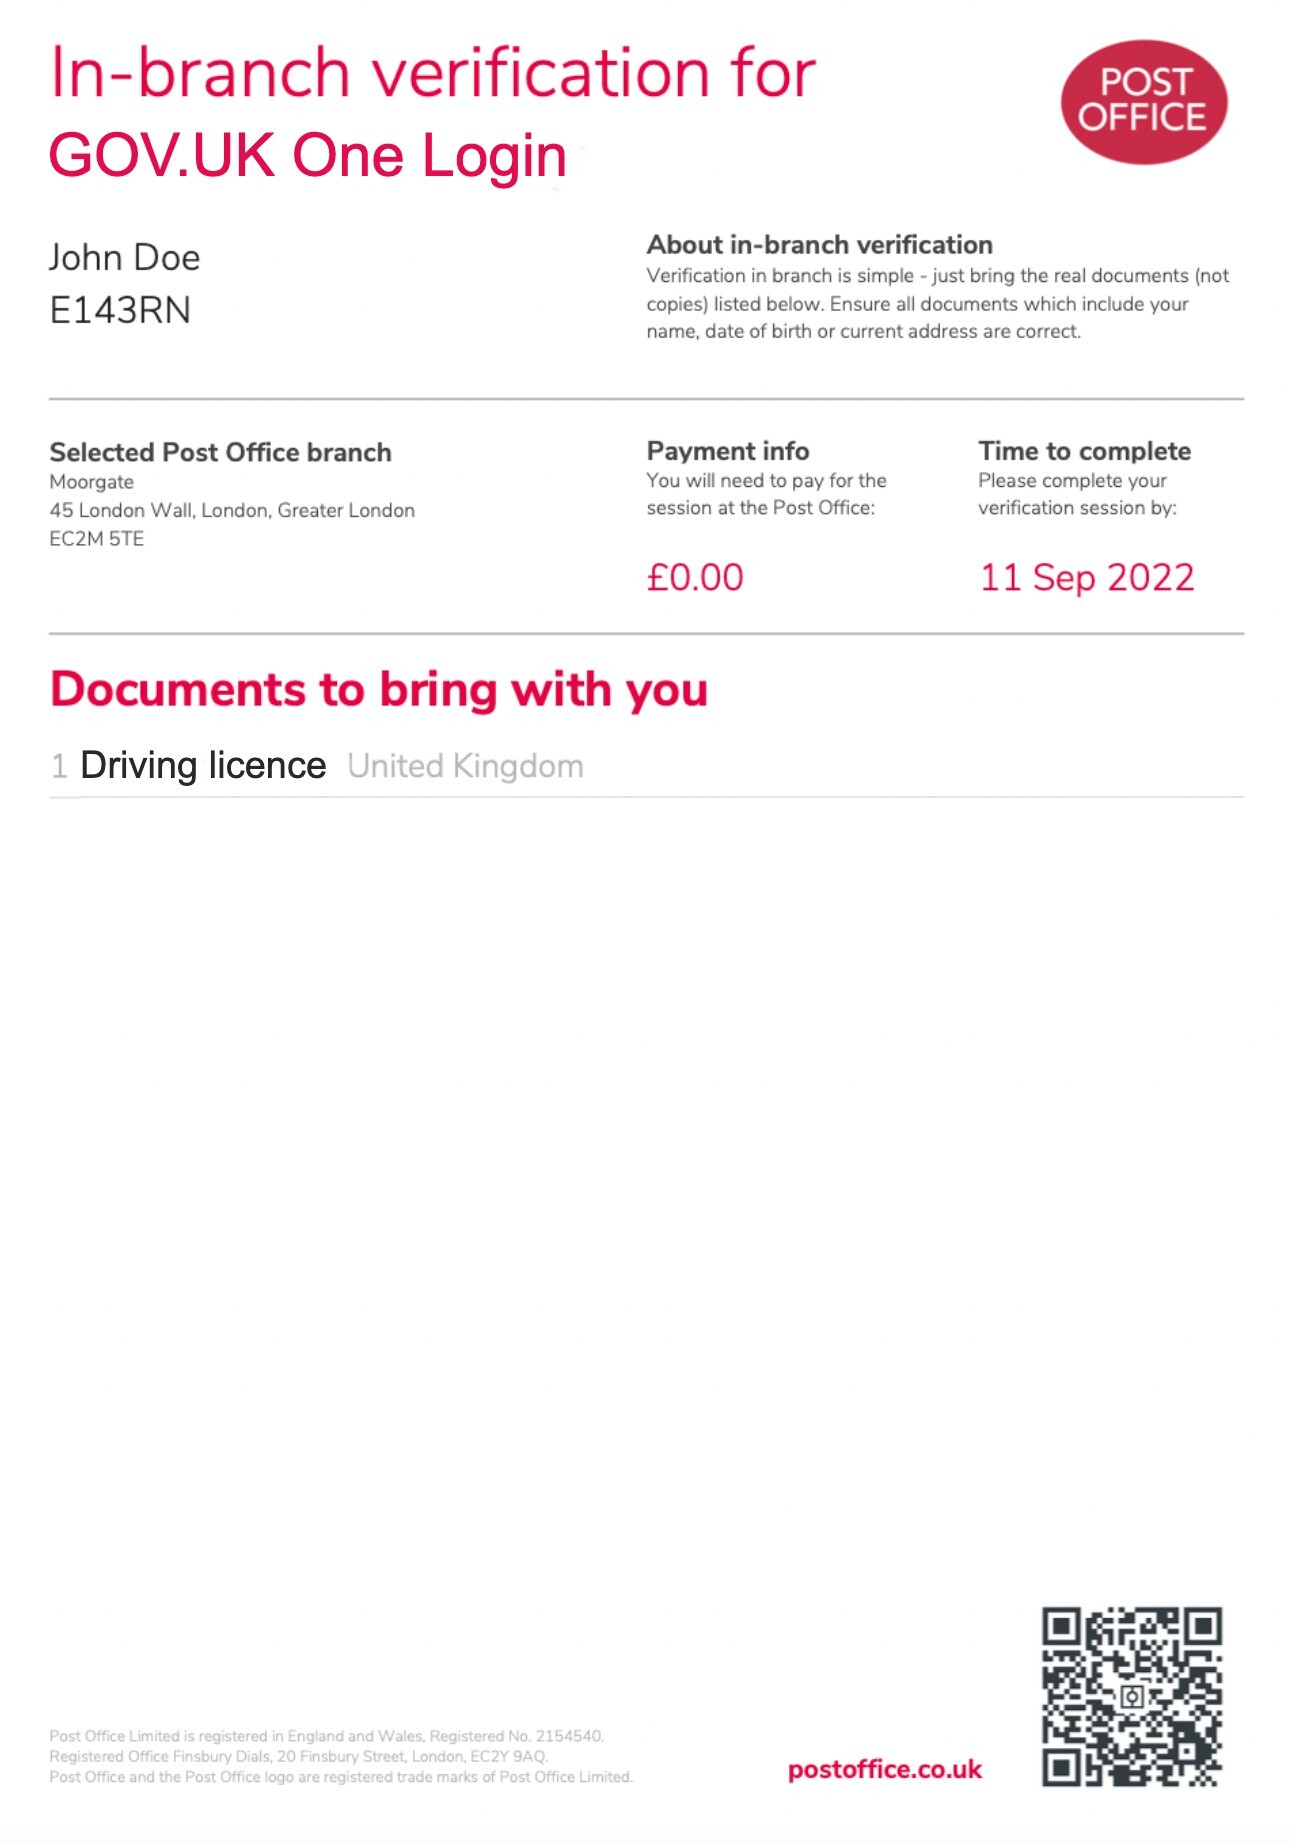 In-branch verification for
GOV.UK One Login
POST
OFFICE
John Doe
E143RN
About in-branch verification
Verification in branch is simple - just bring the real documents (not
copies) listed below. Ensure all documents which include your
name, date of birth or current address are correct.
Selected Post Office branch
Moorgate
45 London Wall, London, Greater London
EC2M 5TE
Payment info
You will need to pay for the
session at the Post Office:
£0.00
Time to complete
Please complete your
verification session by:
11 Sep 2022
Documents to bring with you
1 Driving licence United Kingdom
Post Office Limited is registered in England and Wales, Registered No. 2154540.
Registered Office Finsbury Dials, 20 Finsbury Street, London, EC2Y 9AQ.
Post Office and the Post Office logo are registered trade marks of Post Office Limited.
postoffice.co.uk